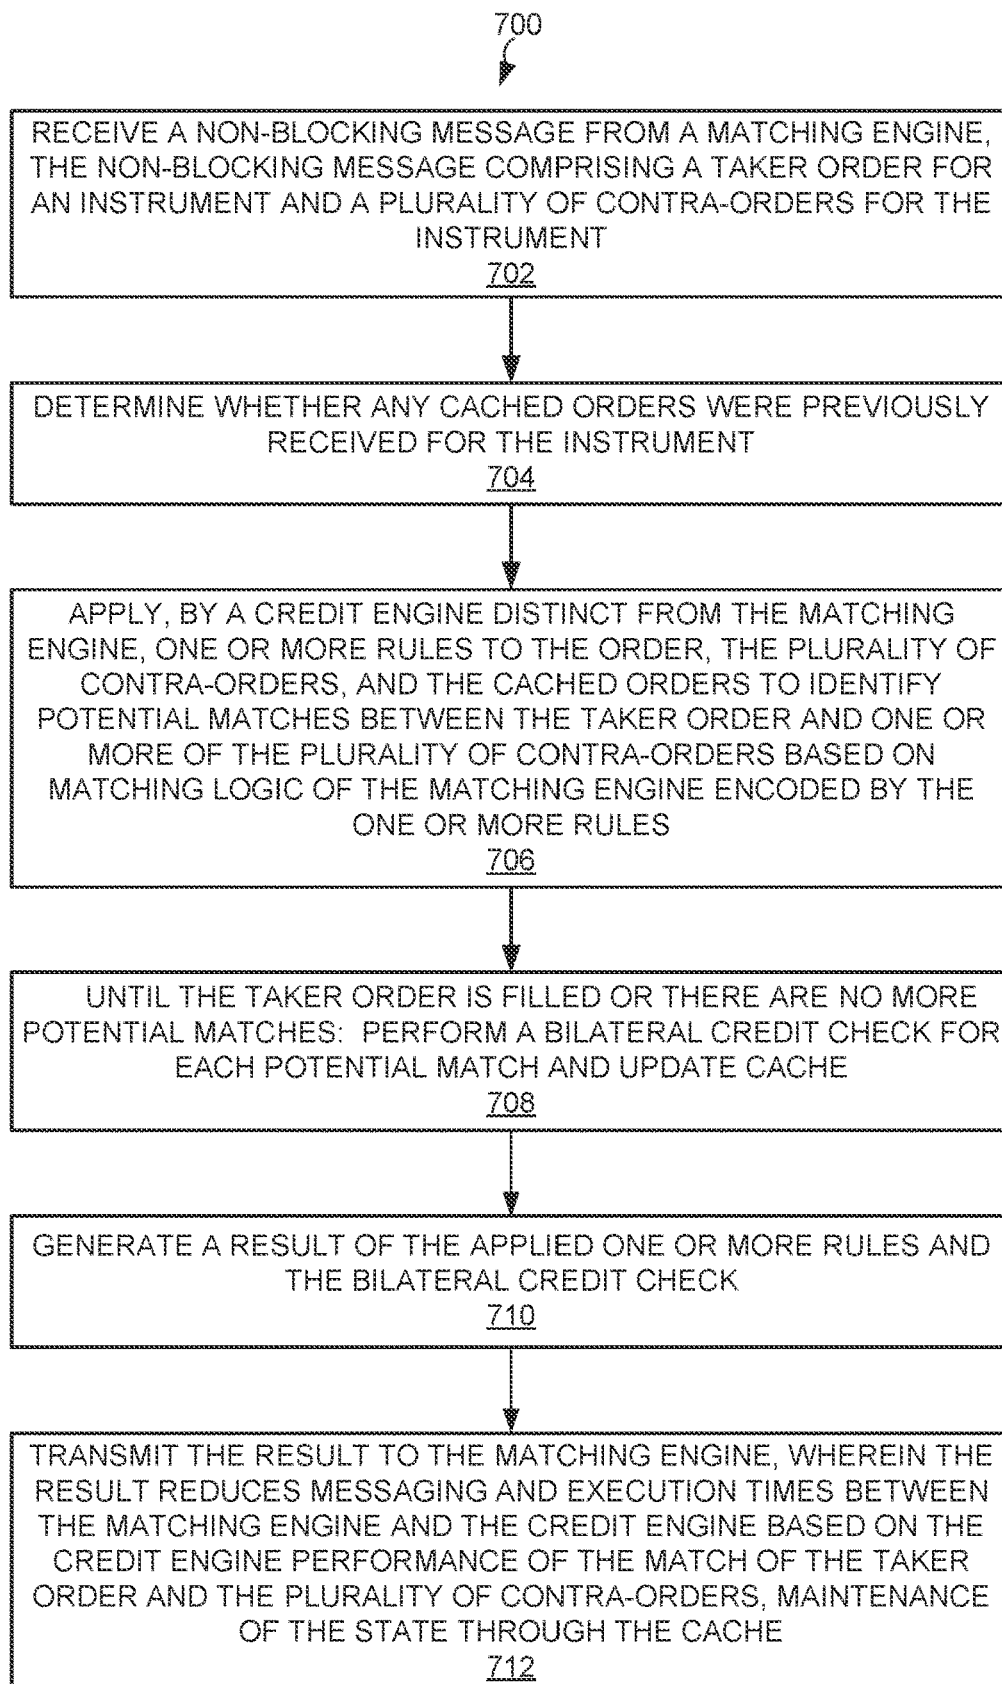 700
RECEIVE A NON-BLOCKING MESSAGE FROM A MATCHING ENGINE,
THE NON-BLOCKING MESSAGE COMPRISING A TAKER ORDER FOR
AN INSTRUMENT AND A PLURALITY OF CONTRA-ORDERS FOR THE
INSTRUMENT
702
DETERMINE WHETHER ANY CACHED ORDERS WERE PREVIOUSLY
RECEIVED FOR THE INSTRUMENT
704
APPLY, BY A CREDIT ENGINE DISTINCT FROM THE MATCHING
ENGINE, ONE OR MORE RULES TO THE ORDER, THE PLURALITY OF
CONTRA-ORDERS, AND THE CACHED ORDERS TO IDENTIFY
POTENTIAL MATCHES BETWEEN THE TAKER ORDER AND ONE OR
MORE OF THE PLURALITY OF CONTRA-ORDERS BASED ON
MATCHING LOGIC OF THE MATCHING ENGINE ENCODED BY THE
ONE OR MORE RULES
706
UNTIL THE TAKER ORDER IS FILLED OR THERE ARE NO MORE
POTENTIAL MATCHES: PERFORM A BILATERAL CREDIT CHECK FOR
EACH POTENTIAL MATCH AND UPDATE CACHE
708
GENERATE A RESULT OF THE APPLIED ONE OR MORE RULES AND
THE BILATERAL CREDIT CHECK
710
TRANSMIT THE RESULT TO THE MATCHING ENGINE, WHEREIN THE
RESULT REDUCES MESSAGING AND EXECUTION TIMES BETWEEN
THE MATCHING ENGINE AND THE CREDIT ENGINE BASED ON THE
CREDIT ENGINE PERFORMANCE OF THE MATCH OF THE TAKER
ORDER AND THE PLURALITY OF CONTRA-ORDERS, MAINTENANCE
OF THE STATE THROUGH THE CACHE
712